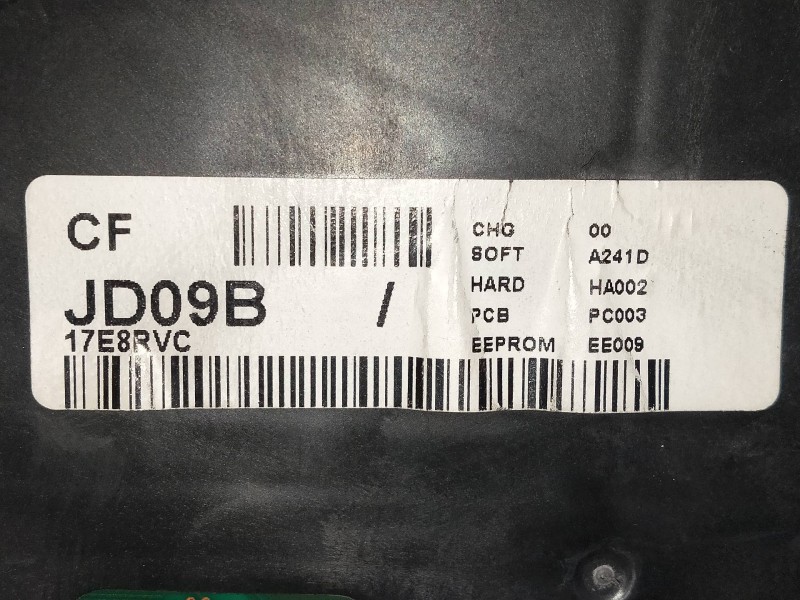 CF
JD09B /
17E8RVC
CHG 00
SOFT A241D
HARD HA002
PCB PC003
EEPROM EE009